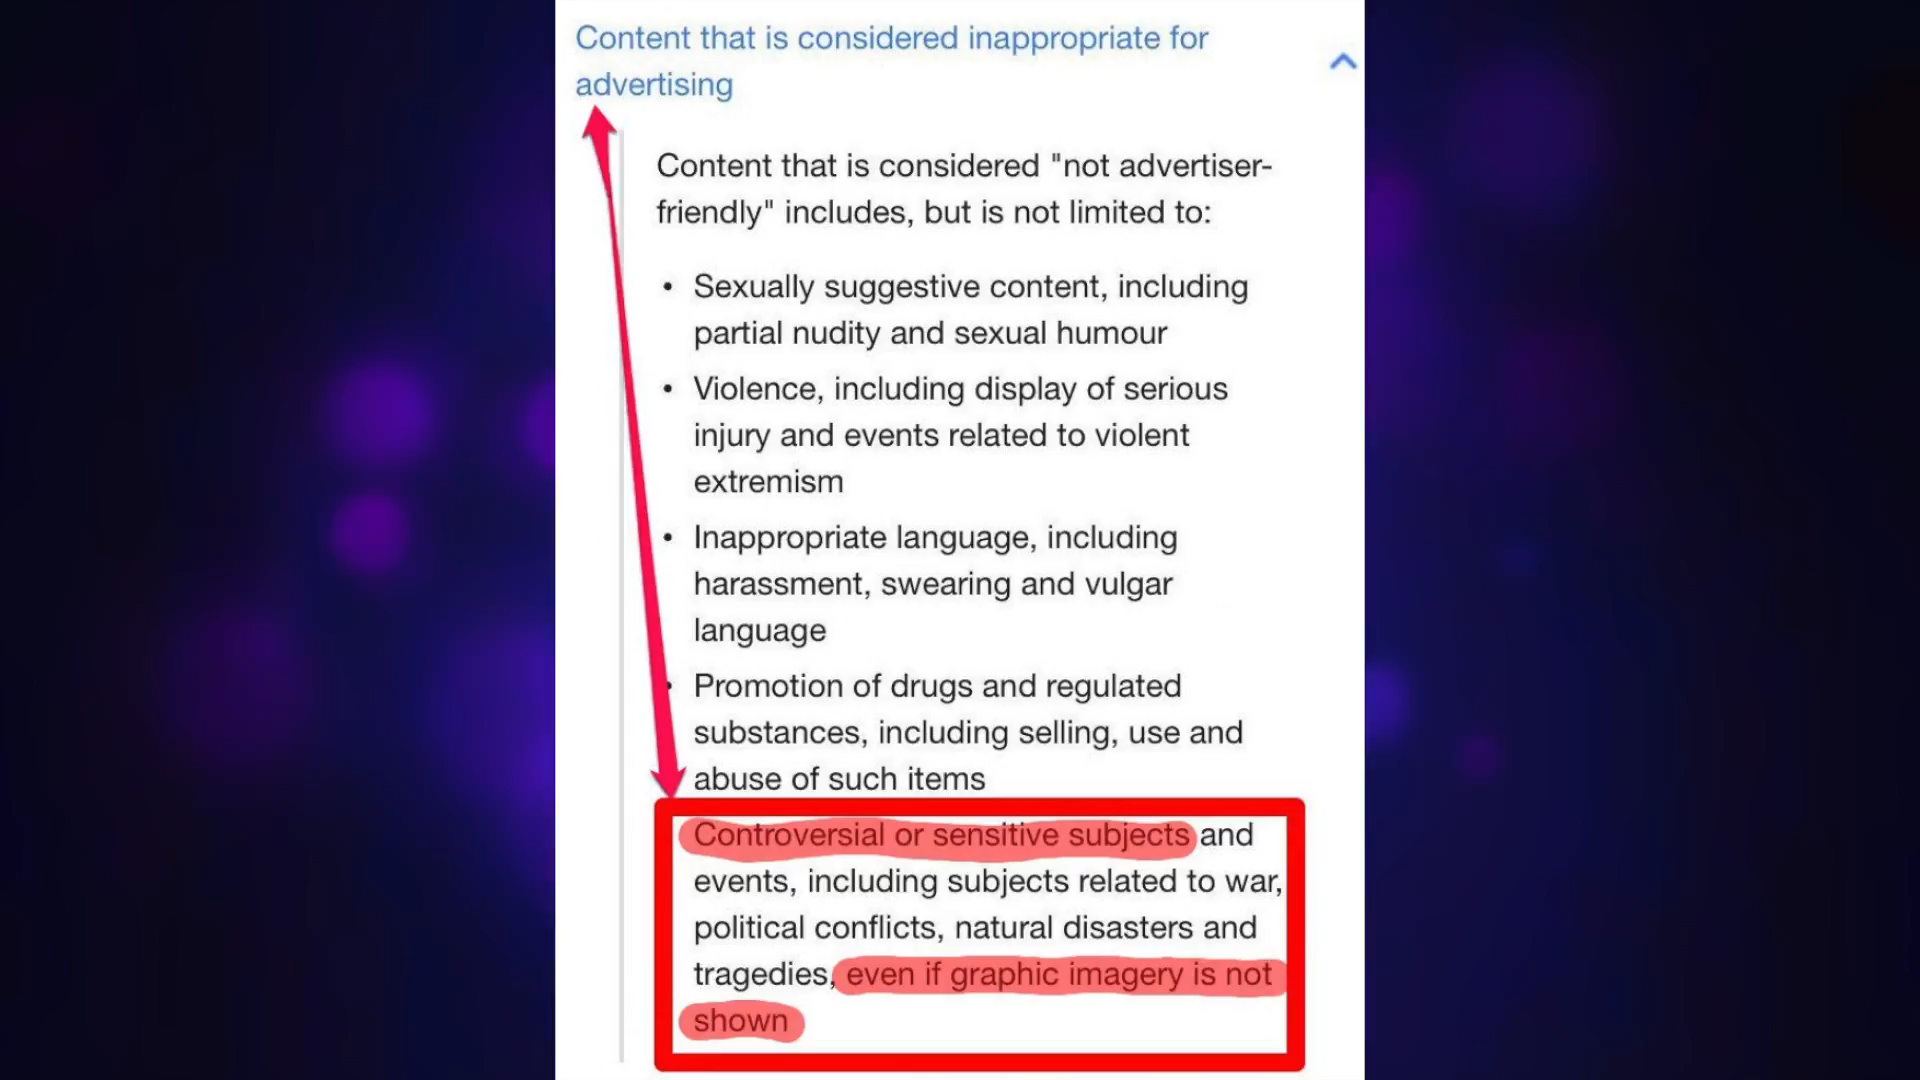 Content that is considered inappropriate for
advertising
Content that is considered "not advertiser-
friendly" includes, but is not limited to:
• Sexually suggestive content, including
partial nudity and sexual humour
• Violence, including display of serious
injury and events related to violent
extremism
• Inappropriate language, including
harassment, swearing and vulgar
language
• Promotion of drugs and regulated
substances, including selling, use and
abuse of such items
Controversial or sensitive subjects and
events, including subjects related to war,
political conflicts, natural disasters and
tragedies, even if graphic imagery is not
shown